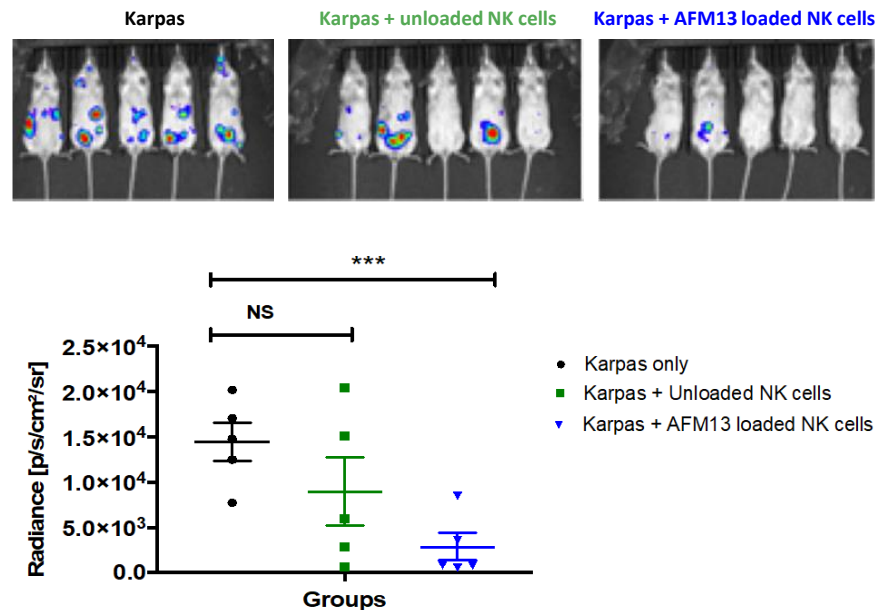 Karpas
Karpas + unloaded NK cells
Karpas + AFM13 loaded NK cells
***
NS
Radiance [p/s/cm²/sr]
2.5×10⁴
2.0×10⁴
1.5×10⁴
1.0×10⁴
5.0×10³
0.0
Groups
Karpas only
Karpas + Unloaded NK cells
Karpas + AFM13 loaded NK cells